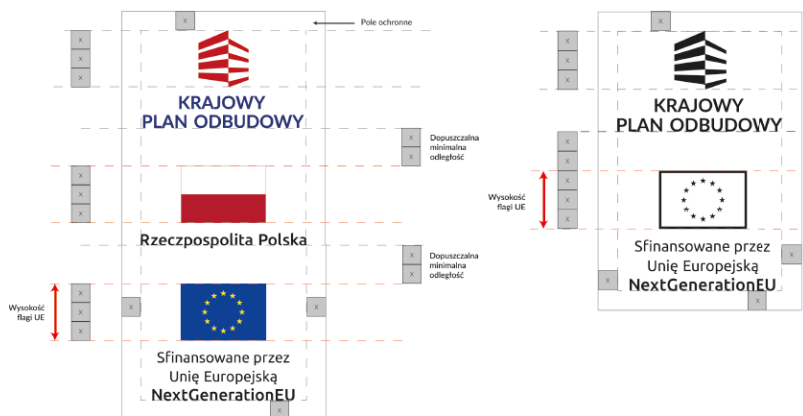 x
Pole ochronne
x
x
x
KRAJOWY
PLAN ODBUDOWY
x
x
Dopuszczalna
minimalna
odległość
x
x
x
Rzeczpospolita Polska
x
x
Dopuszczalna
minimalna
odległość
Wysokość
flagi UE
x
x
x
x
x
Sfinansowane przez
Unię Europejską
NextGenerationEU
x
x
x
x
x
KRAJOWY
PLAN ODBUDOWY
x
x
x
x
x
Wysokość
flagi UE
Sfinansowane przez
Unię Europejską
NextGenerationEU
x
x
x